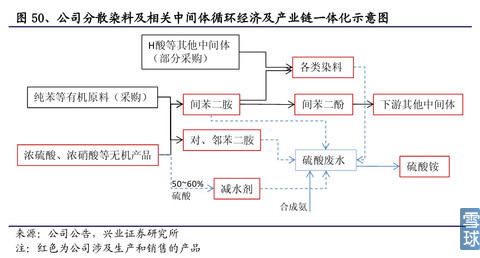 图 50、公司分散染料及相关中间体循环经济及产业链一体化示意图
H酸等其他中间体
(部分采购)
各类染料
纯苯等有机原料(采购)
间苯二胺
间苯二酚
下游其他中间体
对、邻苯二胺
浓硫酸、浓硝酸等无机产品
硫酸废水
硫酸铵
50~60%
硫酸
减水剂
合成氨
雪球
来源:公司公告,兴业证券研究所
注:红色为公司涉及生产和销售的产品